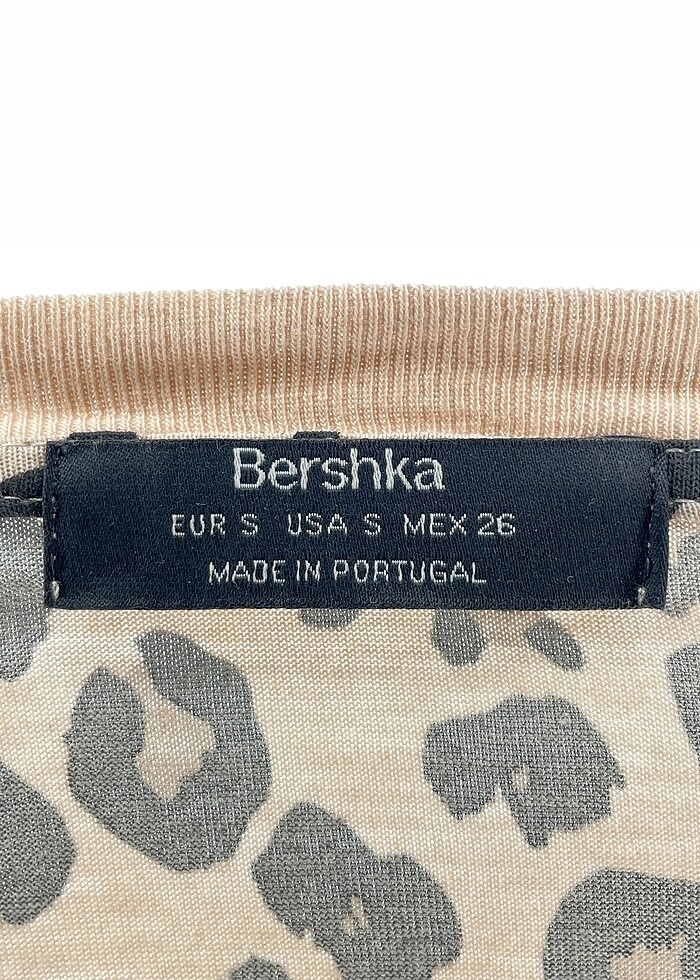 Bershka
EUR S USA S MEX 26
MADE IN PORTUGAL